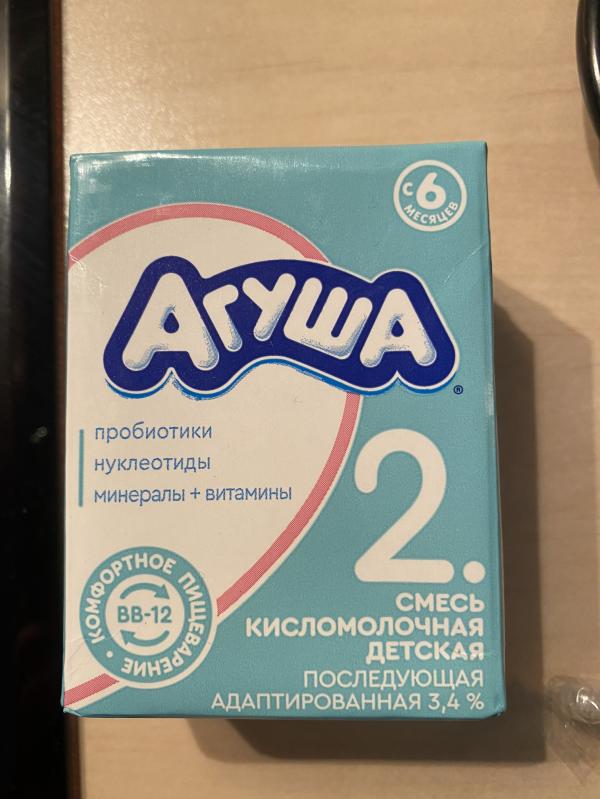 с 6
месяцев
Агуша
®
пробиотики
нуклеотиды
минералы + витамины
2.
КОМФОРТНОЕ ПИЩЕВАРЕНИЕ •
BB-12
СМЕСЬ
КИСЛОМОЛОЧНАЯ
ДЕТСКАЯ
ПОСЛЕДУЮЩАЯ
АДАПТИРОВАННАЯ 3,4 %